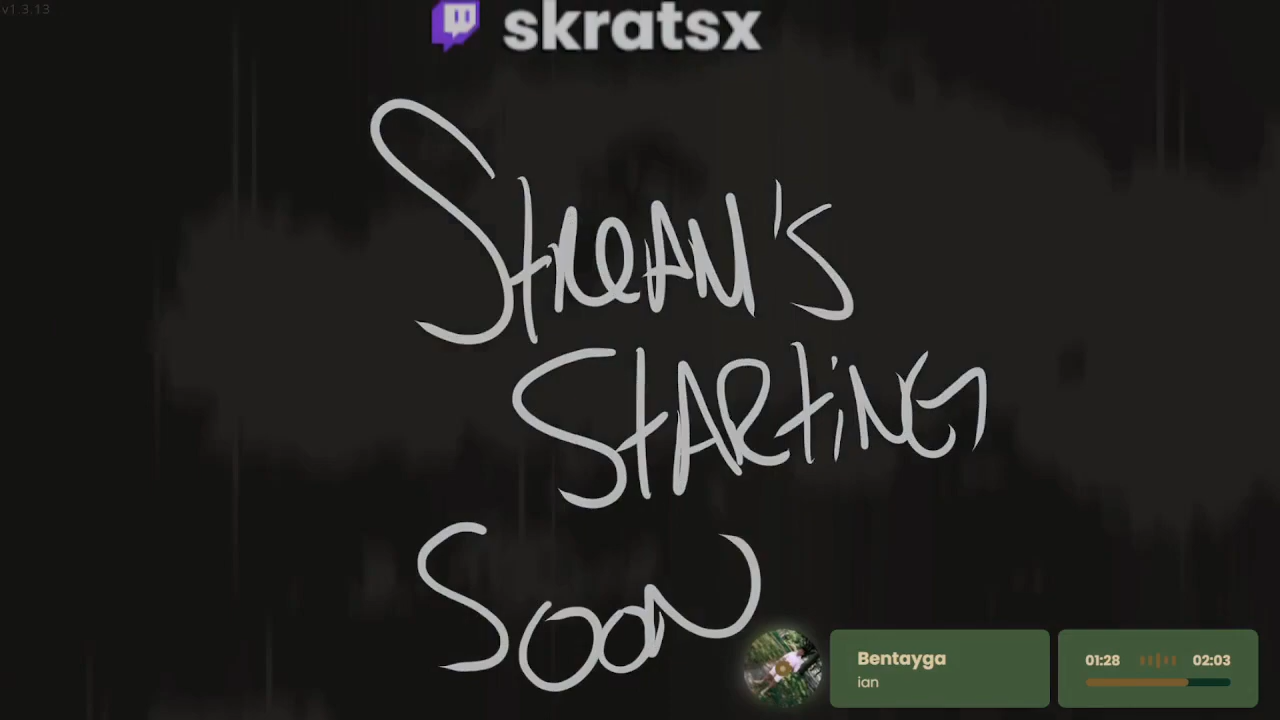 v1.3.13
skratsx
STREAM'S
STARTING
SOON
Bentayga
ian
01:28 02:03